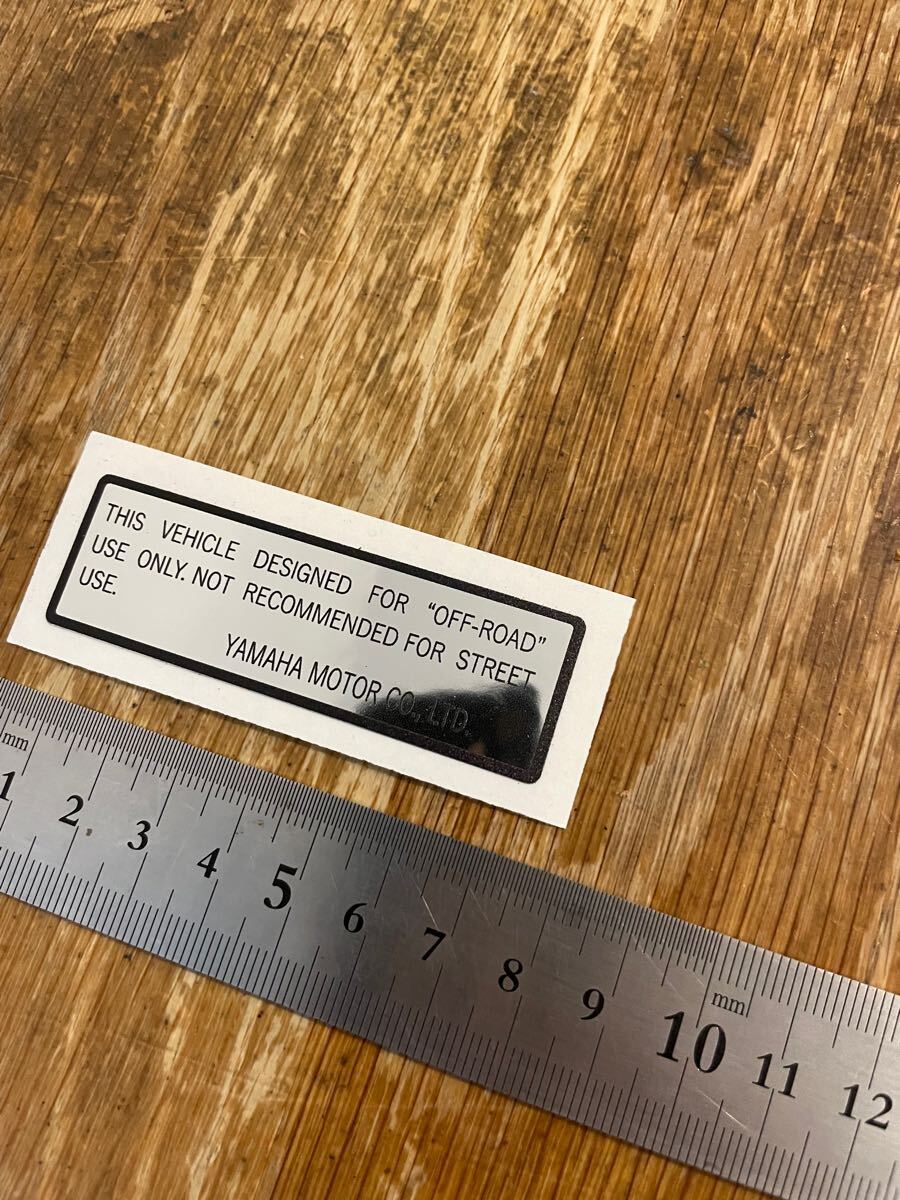 THIS VEHICLE DESIGNED FOR “OFF-ROAD”
USE ONLY. NOT RECOMMENDED FOR STREET
USE.
YAMAHA MOTOR CO., LTD.
mm
1 2 3 4 5 6 7 8 9 10 11 12
mm